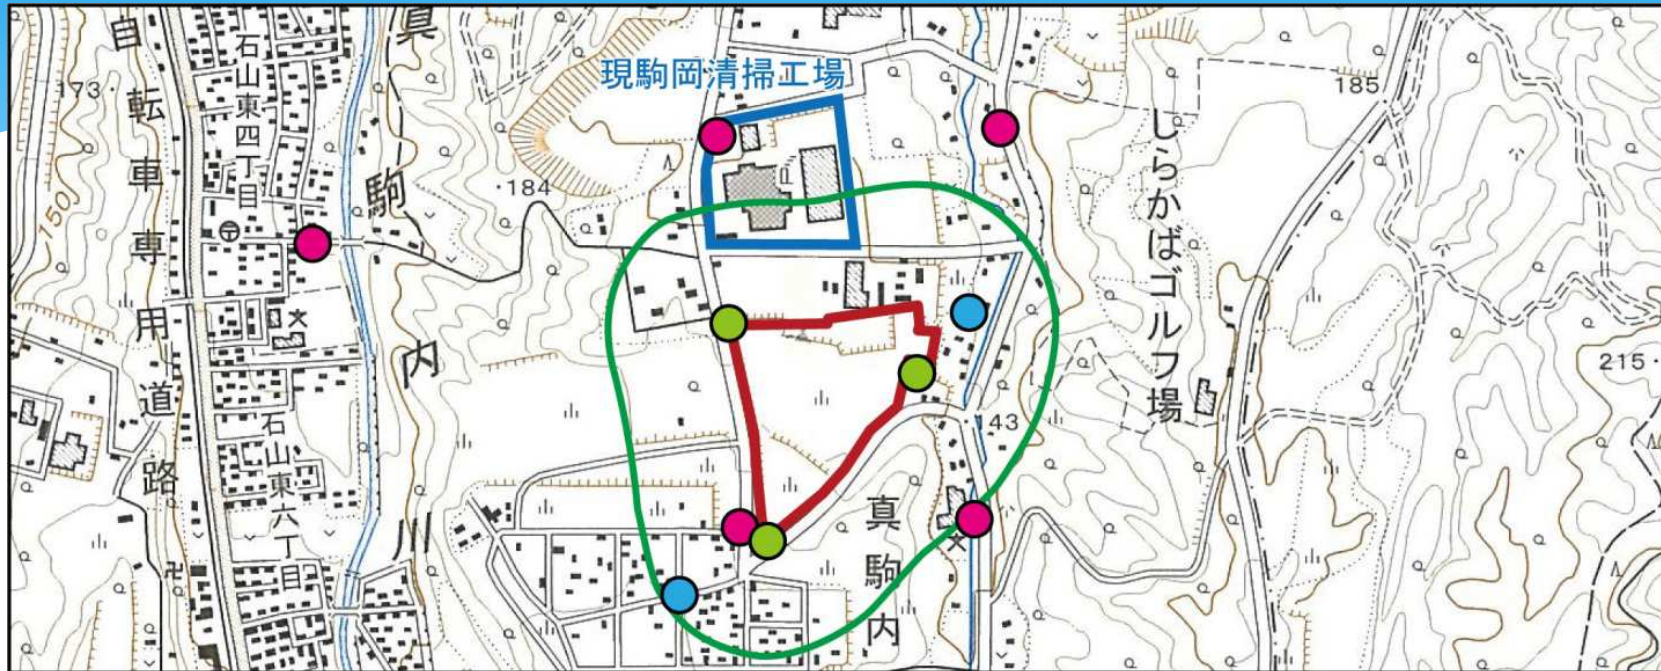 現駒岡清掃工場
173
150
184
185
215
143
自転車専用道路
石山東四丁目
石山東六丁目
真駒内川
真駒内
しらかばゴルフ場